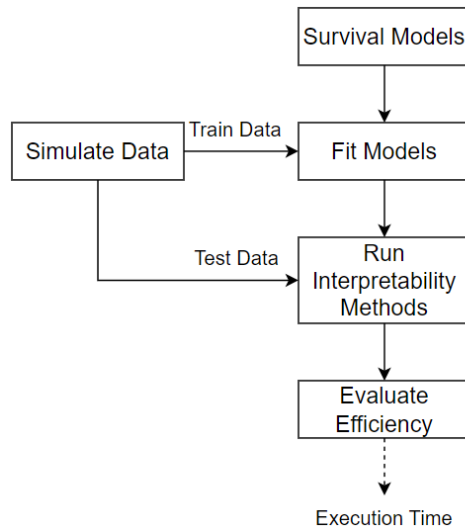 Survival Models
Train Data
Simulate Data
Fit Models
Test Data
Run
Interpretability
Methods
Evaluate
Efficiency
Execution Time